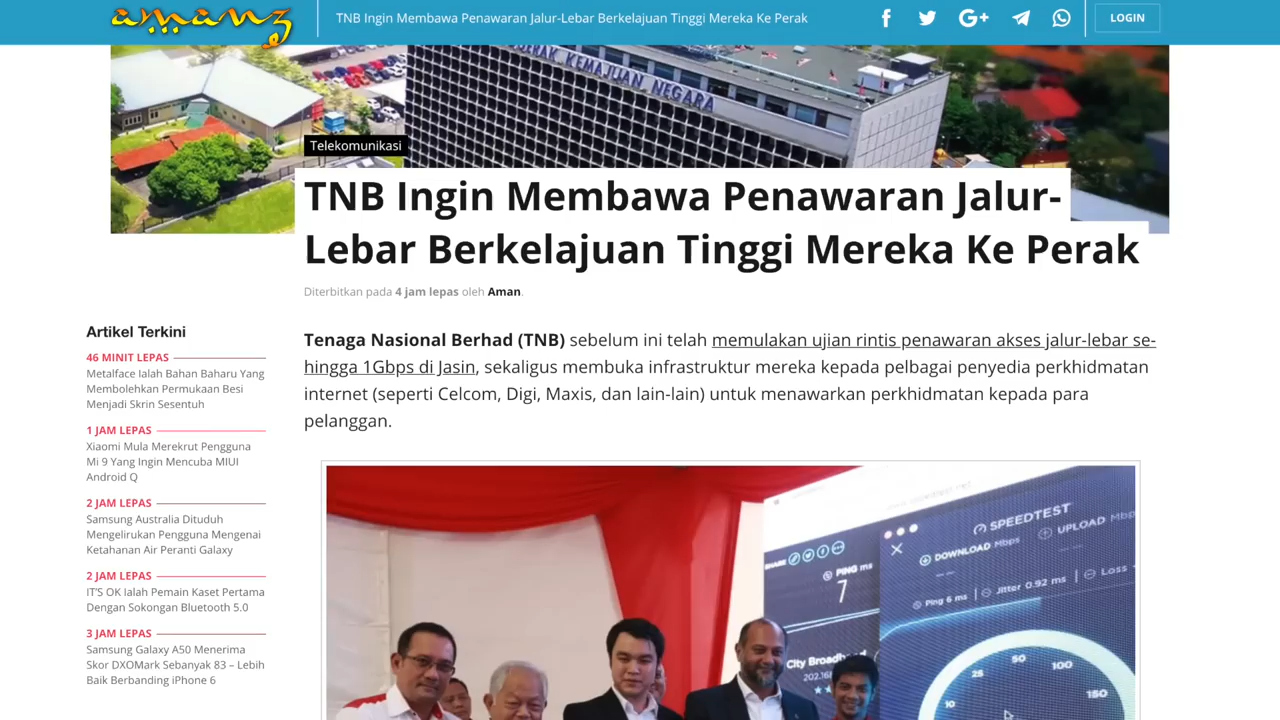 amanz
TNB Ingin Membawa Penawaran Jalur-Lebar Berkelajuan Tinggi Mereka Ke Perak
LOGIN
KEMAJUAN NEGARA
Telekomunikasi
TNB Ingin Membawa Penawaran Jalur-
Lebar Berkelajuan Tinggi Mereka Ke Perak
Diterbitkan pada 4 jam lepas oleh Aman.
Artikel Terkini
46 MINIT LEPAS
Metalface Ialah Bahan Baharu Yang
Membolehkan Permukaan Besi
Menjadi Skrin Sesentuh
1 JAM LEPAS
Xiaomi Mula Merekrut Pengguna
Mi 9 Yang Ingin Mencuba MIUI
Android Q
2 JAM LEPAS
Samsung Australia Dituduh
Mengelirukan Pengguna Mengenai
Ketahanan Air Peranti Galaxy
2 JAM LEPAS
IT'S OK Ialah Pemain Kaset Pertama
Dengan Sokongan Bluetooth 5.0
3 JAM LEPAS
Samsung Galaxy A50 Menerima
Skor DXOMark Sebanyak 83 – Lebih
Baik Berbanding iPhone 6
Tenaga Nasional Berhad (TNB) sebelum ini telah memulakan ujian rintis penawaran akses jalur-lebar se-
hingga 1Gbps di Jasin, sekaligus membuka infrastruktur mereka kepada pelbagai penyedia perkhidmatan
internet (seperti Celcom, Digi, Maxis, dan lain-lain) untuk menawarkan perkhidmatan kepada para
pelanggan.
SPEEDTEST
DOWNLOAD Mbps
UPLOAD Mbps
SHARE
PING ms
7
Ping 6 ms
Jitter 0.92 ms
Loss
City Broadband
202.16
10
25
50
100
150